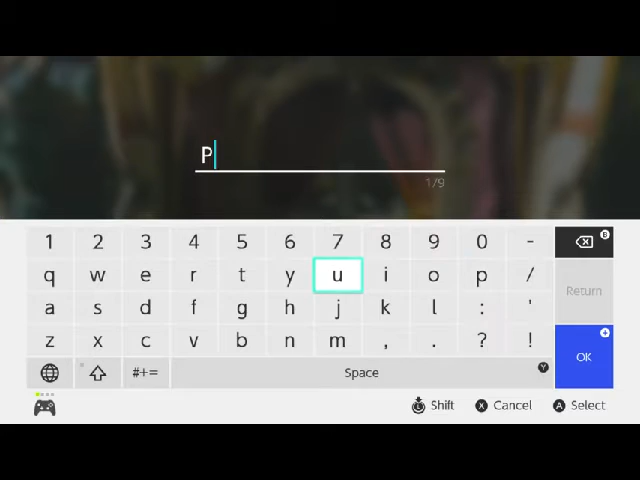 P
1/9
1 2 3 4 5 6 7 8 9 0 - B
q w e r t y u i o p / Return
a s d f g h j k l : '
z x c v b n m , . ? ! + OK
#+= Space Y
L Shift X Cancel A Select